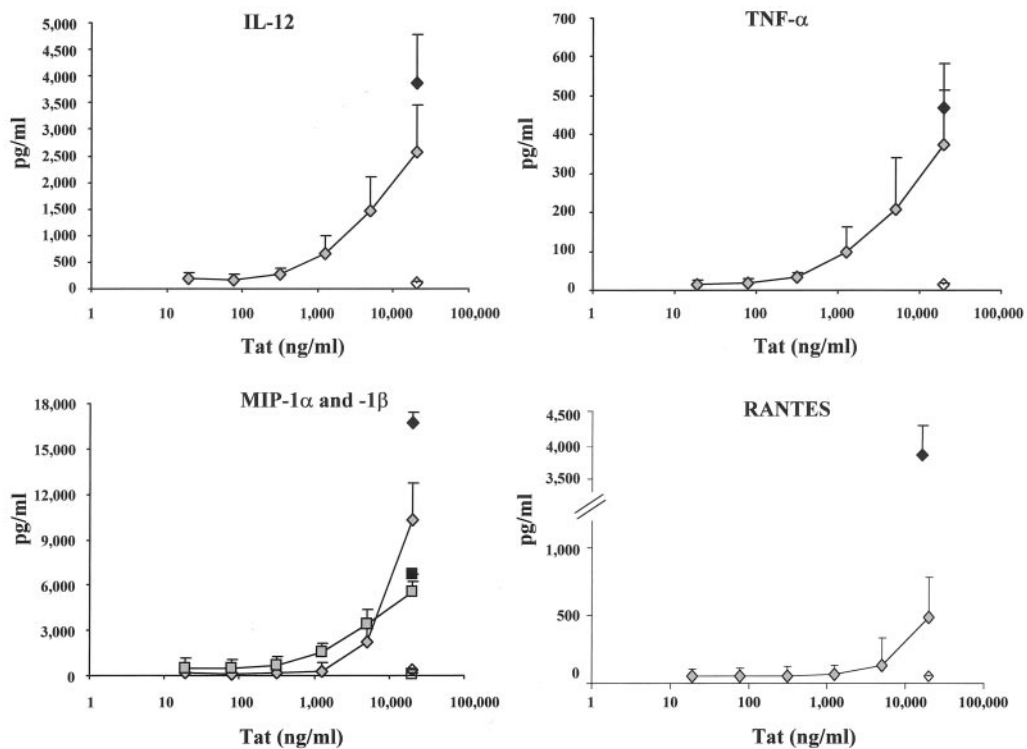 IL-12
5,000
4,500
4,000
3,500
3,000
2,500
2,000
1,500
1,000
500
0
pg/ml
1 10 100 1,000 10,000 100,000
Tat (ng/ml)
TNF-α
700
600
500
400
300
200
100
0
pg/ml
1 10 100 1,000 10,000 100,000
Tat (ng/ml)
MIP-1α and -1β
18,000
15,000
12,000
9,000
6,000
3,000
0
pg/ml
1 10 100 1,000 10,000 100,000
Tat (ng/ml)
RANTES
4,500
4,000
3,500
1,000
500
0
pg/ml
1 10 100 1,000 10,000 100,000
Tat (ng/ml)